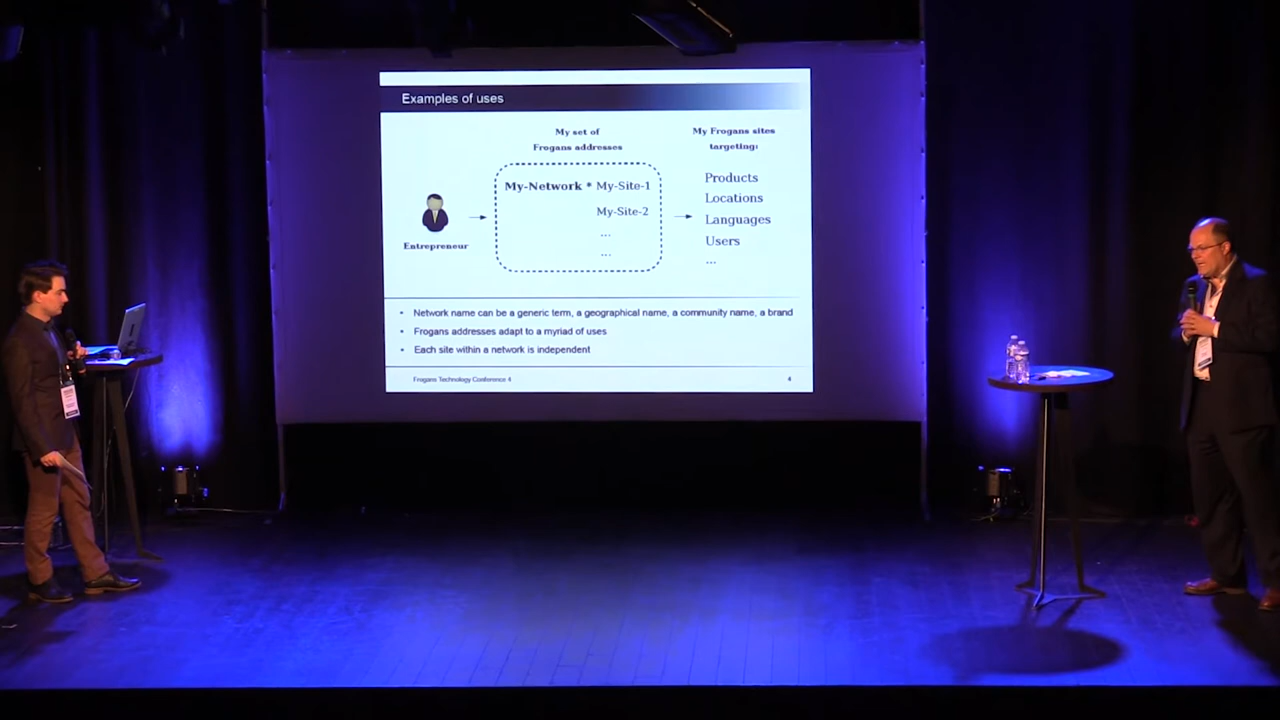 Examples of uses
My set of
Frogans addresses
My Frogans sites
targeting:
My-Network * My-Site-1
My-Site-2
...
...
Entrepreneur
Products
Locations
Languages
Users
...
• Network name can be a generic term, a geographical name, a community name, a brand
• Frogans addresses adapt to a myriad of uses
• Each site within a network is independent
Frogans Technology Conference 4
4